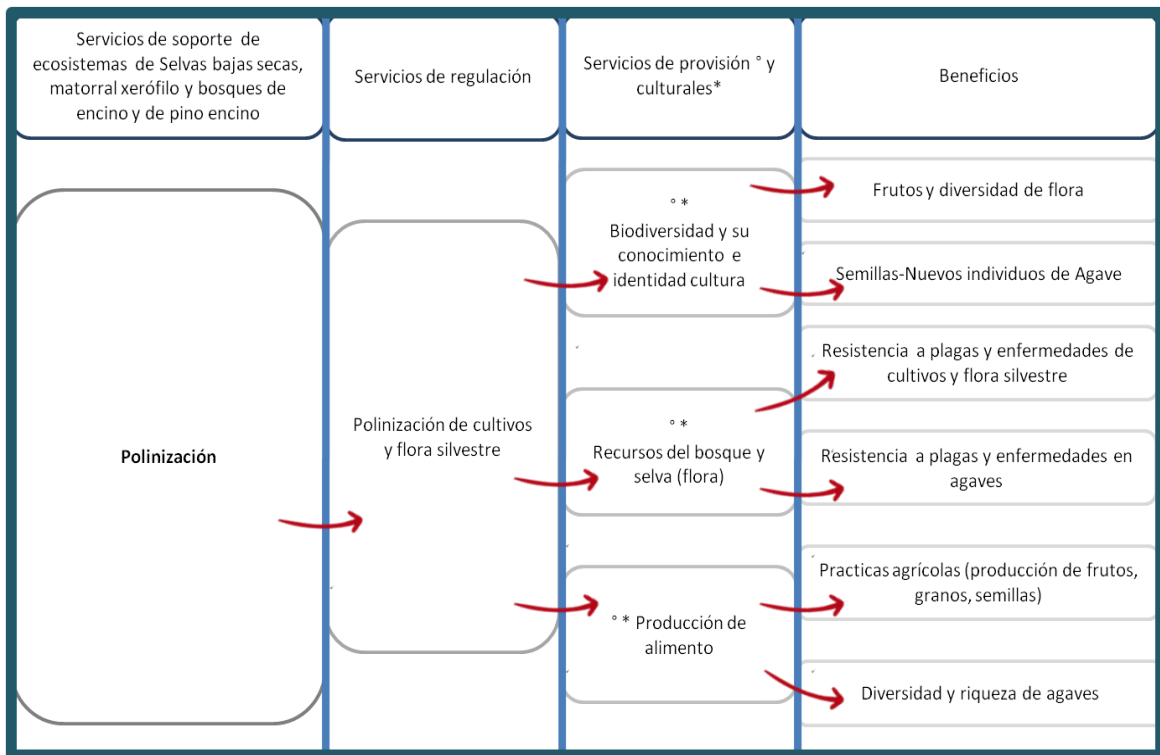 Servicios de soporte de
ecosistemas de Selvas bajas secas,
matorral xerófilo y bosques de
encino y de pino encino
Servicios de regulación
Servicios de provisión ° y
culturales*
Beneficios
Polinización
Polinización de cultivos
y flora silvestre
° *
Biodiversidad y su
conocimiento e
identidad cultura
° *
Recursos del bosque y
selva (flora)
° * Producción de
alimento
Frutos y diversidad de flora
Semillas-Nuevos individuos de Agave
Resistencia a plagas y enfermedades de
cultivos y flora silvestre
Resistencia a plagas y enfermedades en
agaves
Practicas agrícolas (producción de frutos,
granos, semillas)
Diversidad y riqueza de agaves